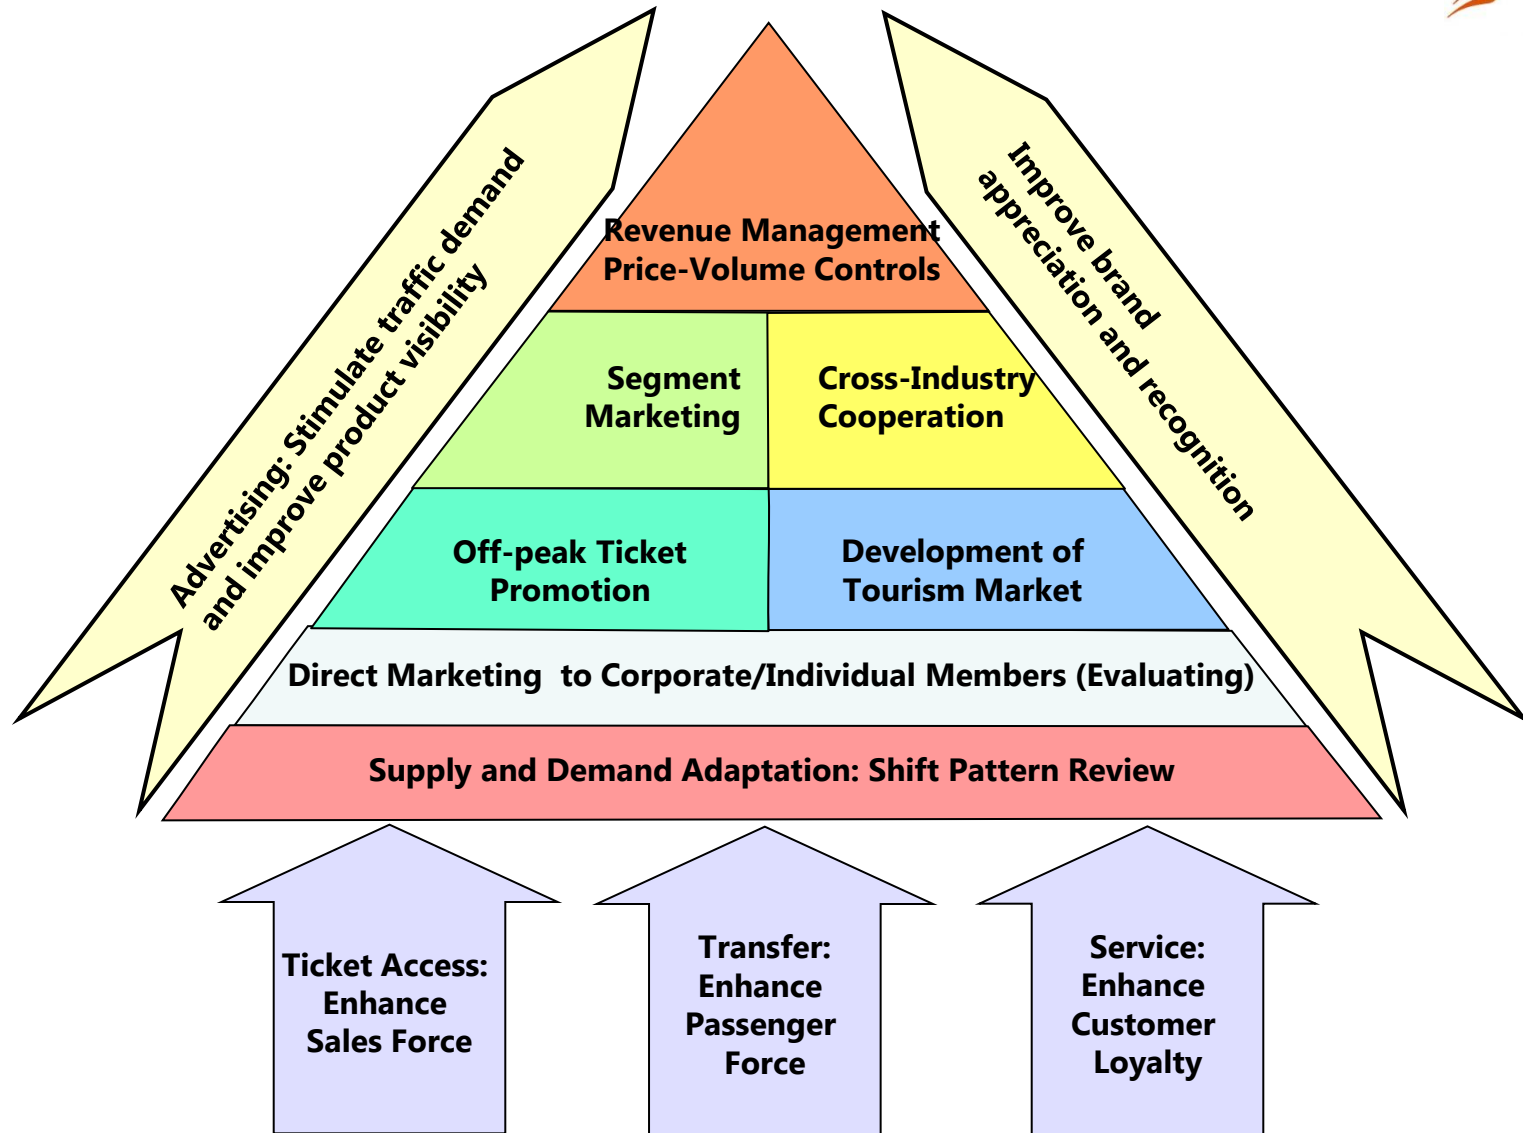 Advertising: Stimulate traffic demand
and improve product visibility
Improve brand
appreciation and recognition
Revenue Management
Price-Volume Controls
Segment
Marketing
Cross-Industry
Cooperation
Off-peak Ticket
Promotion
Development of
Tourism Market
Direct Marketing  to Corporate/Individual Members (Evaluating)
Supply and Demand Adaptation: Shift Pattern Review
Ticket Access:
Enhance
Sales Force
Transfer:
Enhance
Passenger
Force
Service:
Enhance
Customer
Loyalty